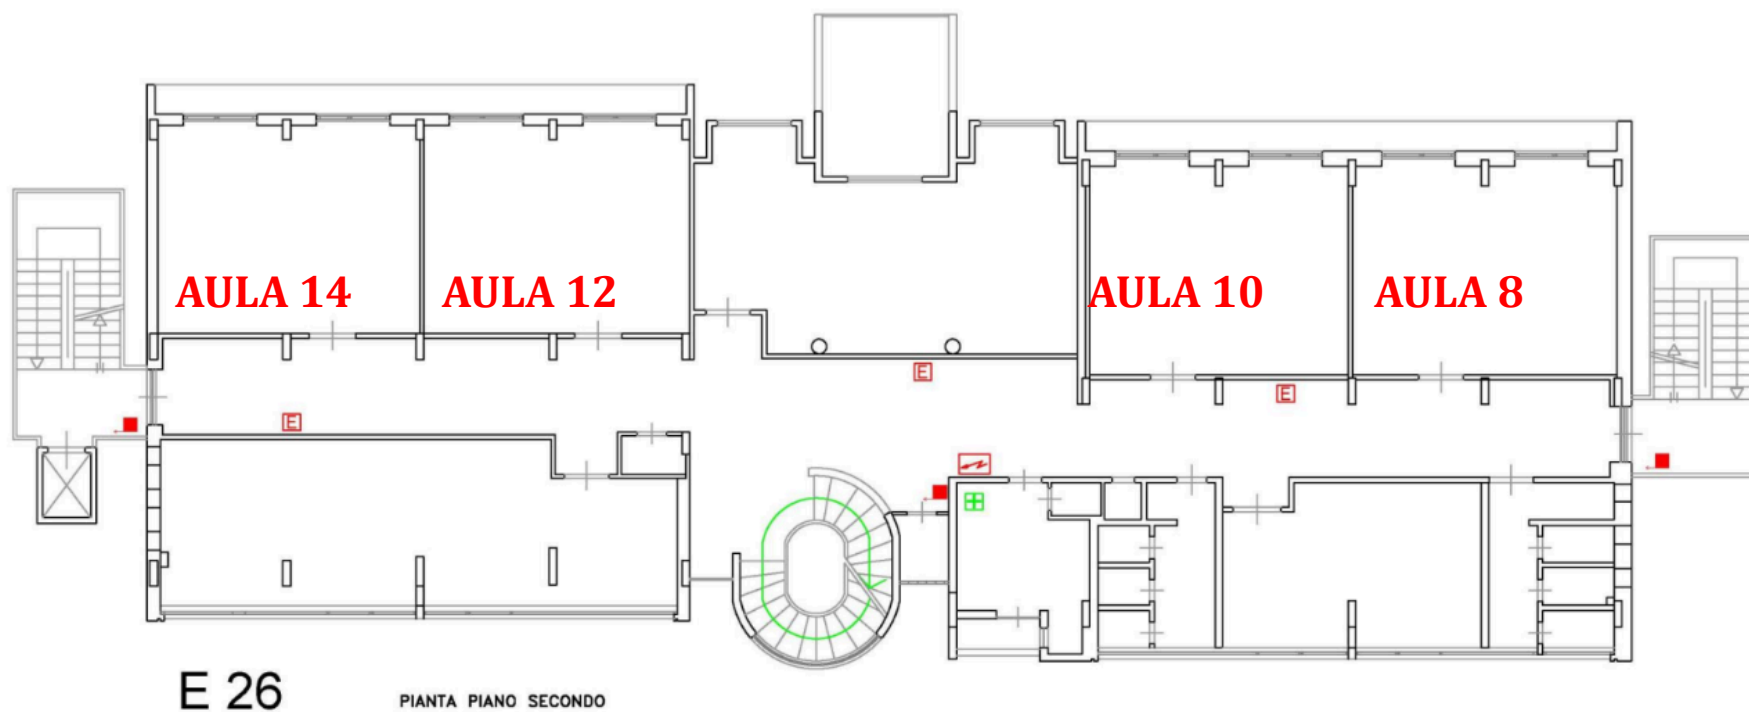 AULA 14
AULA 12
AULA 10
AULA 8
E
E
E
E 26
PIANTA PIANO SECONDO